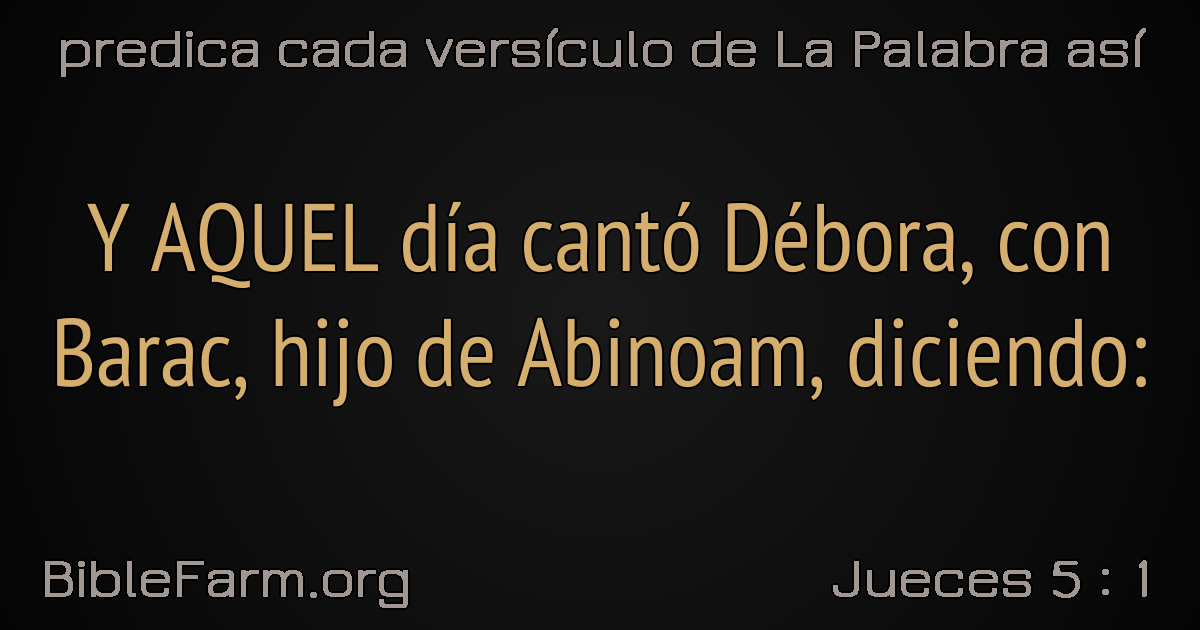 predica cada versículo de La Palabra así
Y AQUEL día cantó Débora, con
Barac, hijo de Abinoam, diciendo:
BibleFarm.org
Jueces 5 : 1